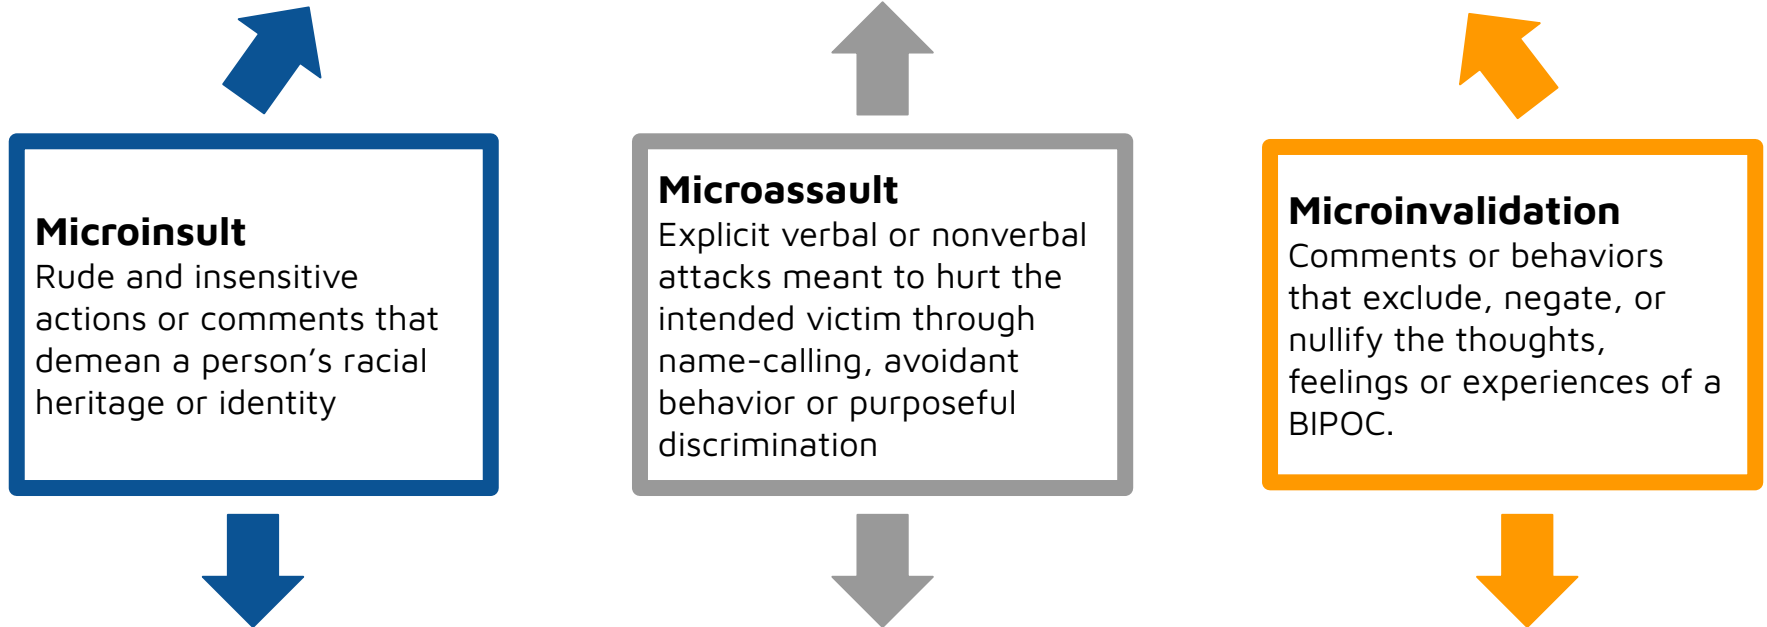 Microinsult
Rude and insensitive
actions or comments that
demean a person’s racial
heritage or identity
Microassault
Explicit verbal or nonverbal
attacks meant to hurt the
intended victim through
name-calling, avoidant
behavior or purposeful
discrimination
Microinvalidation
Comments or behaviors
that exclude, negate, or
nullify the thoughts,
feelings or experiences of a
BIPOC.